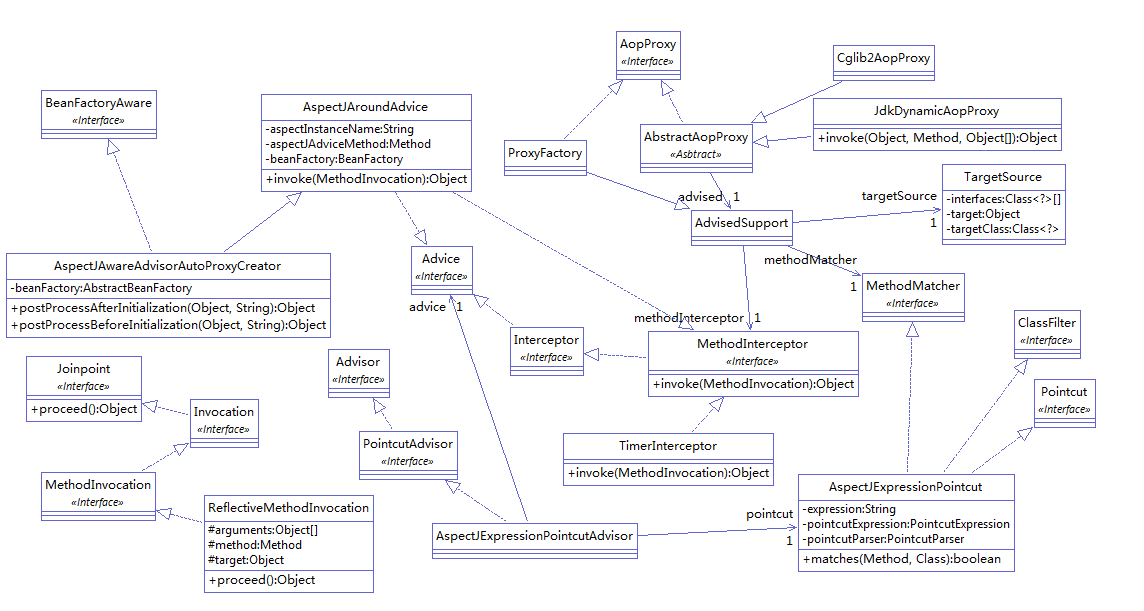 AopProxy
«Interface»
Cglib2AopProxy
BeanFactoryAware
«Interface»
AspectJAroundAdvice
-aspectInstanceName:String
-aspectJAdviceMethod:Method
-beanFactory:BeanFactory
+invoke(MethodInvocation):Object
JdkDynamicAopProxy
+invoke(Object, Method, Object[]):Object
ProxyFactory
AbstractAopProxy
«Asbtract»
advised
1
targetSource
1
TargetSource
-interfaces:Class<?>[]
-target:Object
-targetClass:Class<?>
AdvisedSupport
AspectJAwareAdvisorAutoProxyCreator
-beanFactory:AbstractBeanFactory
+postProcessAfterInitialization(Object, String):Object
+postProcessBeforeInitialization(Object, String):Object
Advice
«Interface»
advice
1
methodMatcher
1
MethodMatcher
«Interface»
methodInterceptor
1
Interceptor
«Interface»
MethodInterceptor
«Interface»
+invoke(MethodInvocation):Object
ClassFilter
«Interface»
Joinpoint
«Interface»
+proceed():Object
Advisor
«Interface»
Pointcut
«Interface»
Invocation
«Interface»
PointcutAdvisor
«Interface»
TimerInterceptor
+invoke(MethodInvocation):Object
MethodInvocation
«Interface»
ReflectiveMethodInvocation
#arguments:Object[]
#method:Method
#target:Object
+proceed():Object
AspectJExpressionPointcutAdvisor
pointcut
1
AspectJExpressionPointcut
-expression:String
-pointcutExpression:PointcutExpression
-pointcutParser:PointcutParser
+matches(Method, Class):boolean